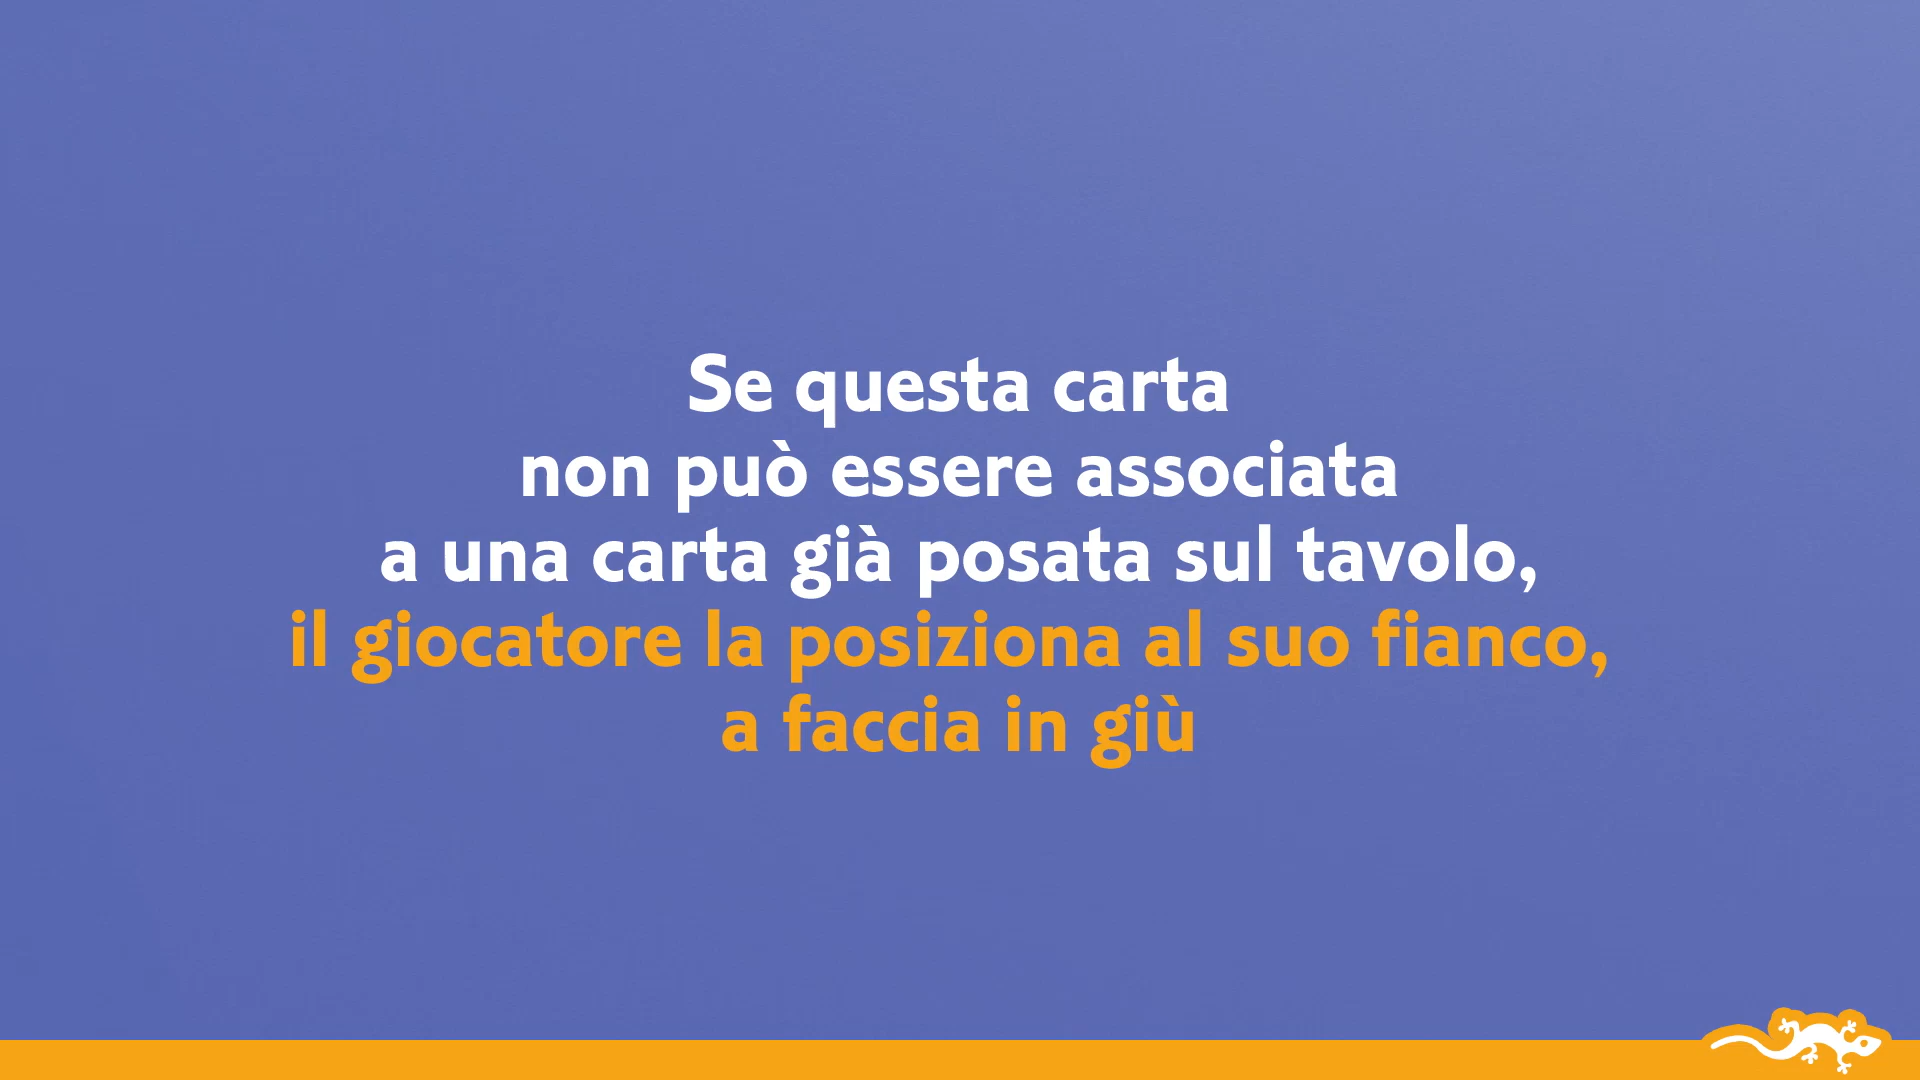 Se questa carta
non può essere associata
a una carta già posata sul tavolo,
il giocatore la posiziona al suo fianco,
a faccia in giù